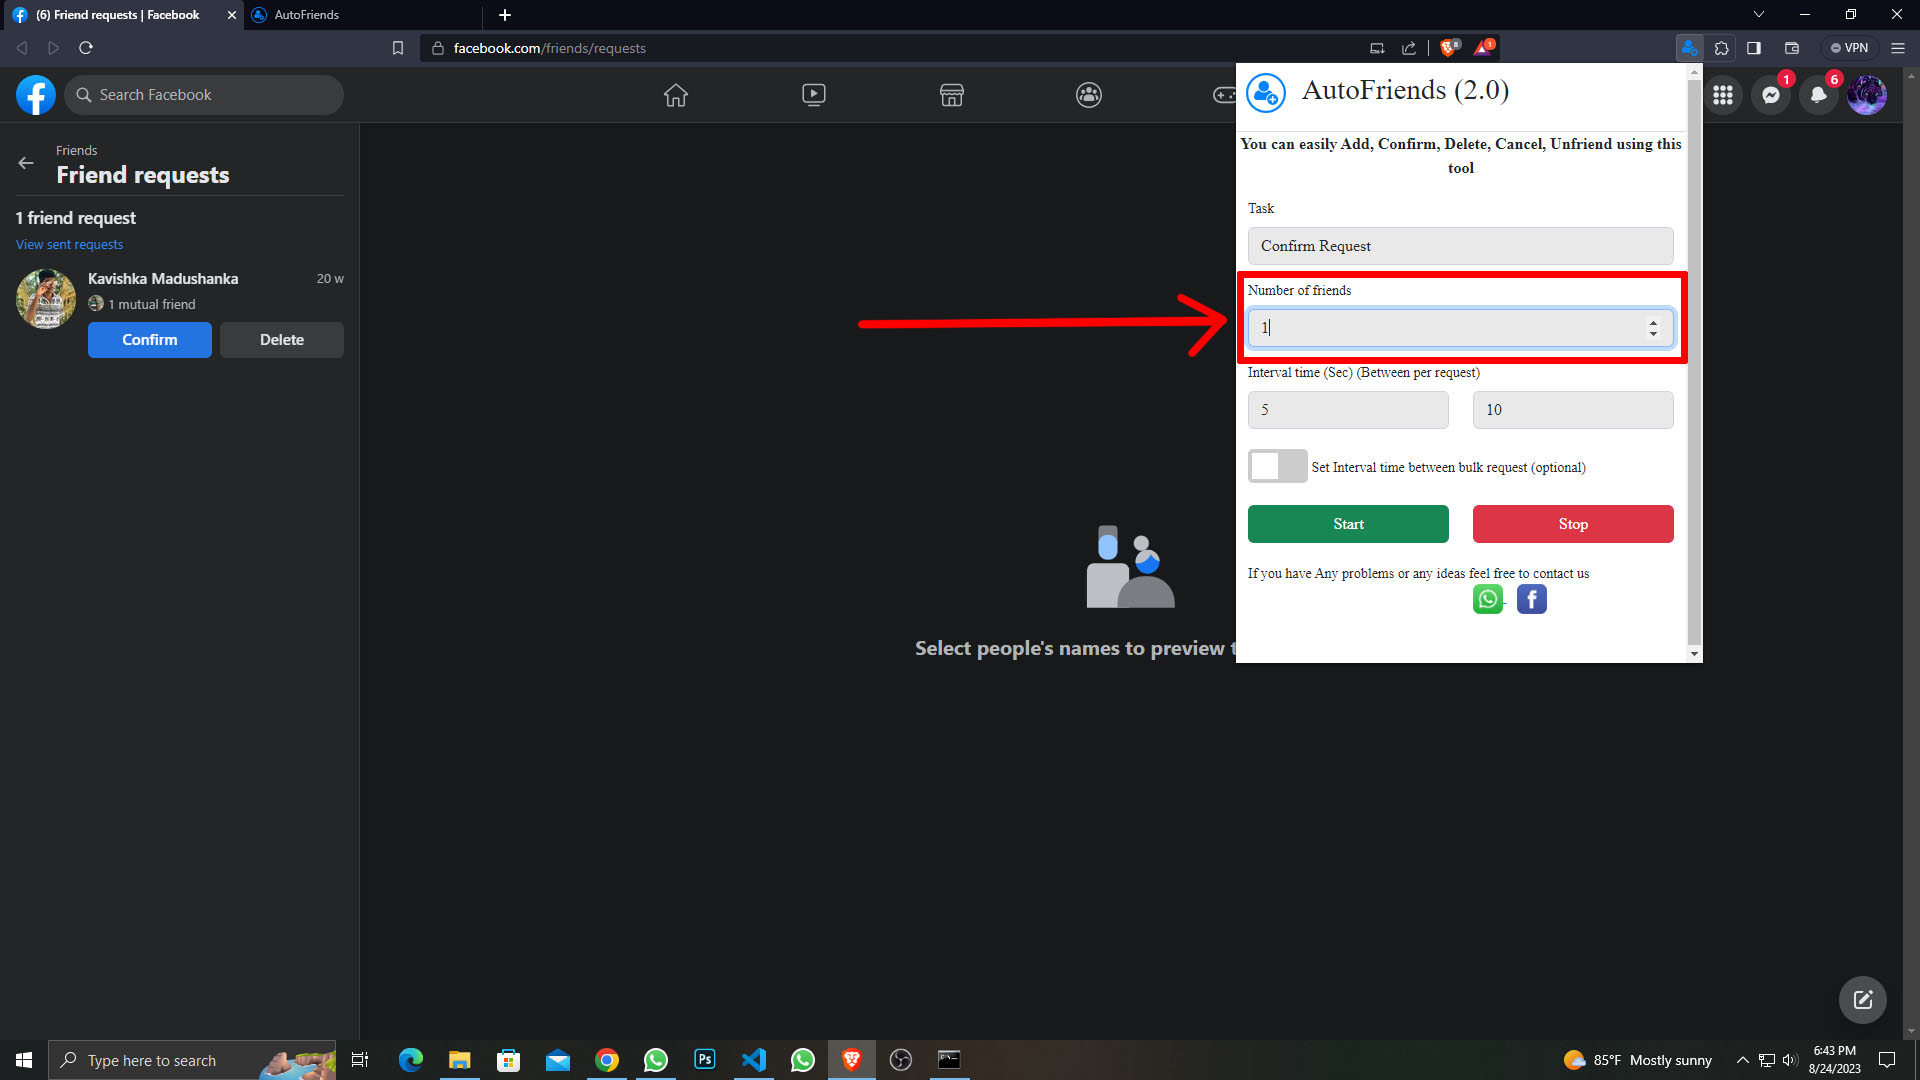 (6) Friend requests | Facebook
AutoFriends
facebook.com/friends/requests
8
1
VPN
Search Facebook
1
6
Friends
Friend requests
1 friend request
View sent requests
Kavishka Madushanka
20 w
1 mutual friend
Confirm
Delete
Select people's names to preview t
AutoFriends (2.0)
You can easily Add, Confirm, Delete, Cancel, Unfriend using this
tool
Task
Confirm Request
Number of friends
1
Interval time (Sec) (Between per request)
5
10
Set Interval time between bulk request (optional)
Start
Stop
If you have Any problems or any ideas feel free to contact us
Type here to search
Ps
85°F Mostly sunny
6:43 PM
8/24/2023